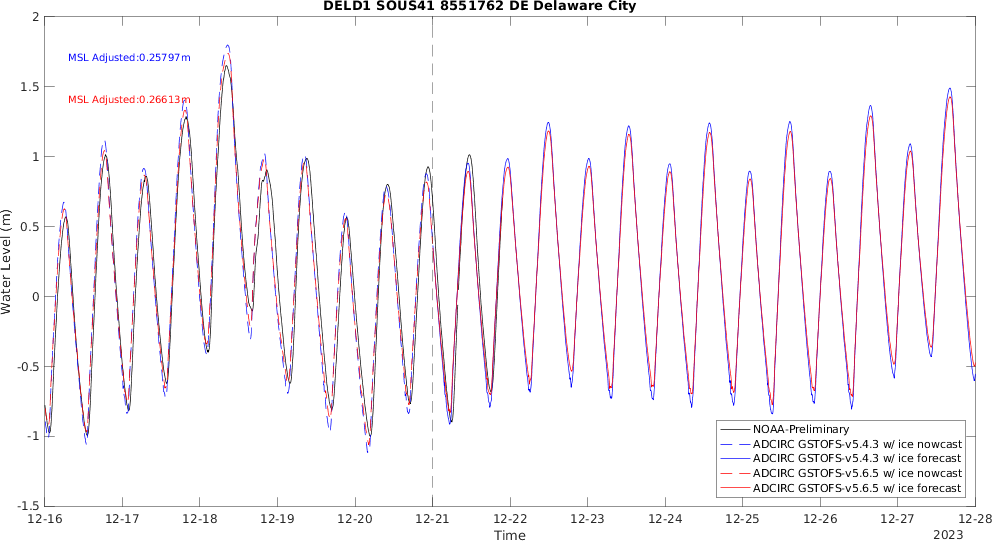 DELD1 SOUS41 8551762 DE Delaware City
2
1.5
1
0.5
0
-0.5
-1
-1.5
Water Level (m)
MSL Adjusted:0.25797m
MSL Adjusted:0.26613m
NOAA-Preliminary
ADCIRC GSTOFS-v5.4.3 w/ ice nowcast
ADCIRC GSTOFS-v5.4.3 w/ ice forecast
ADCIRC GSTOFS-v5.6.5 w/ ice nowcast
ADCIRC GSTOFS-v5.6.5 w/ ice forecast
12-16 12-17 12-18 12-19 12-20 12-21 12-22 12-23 12-24 12-25 12-26 12-27 12-28
Time
2023